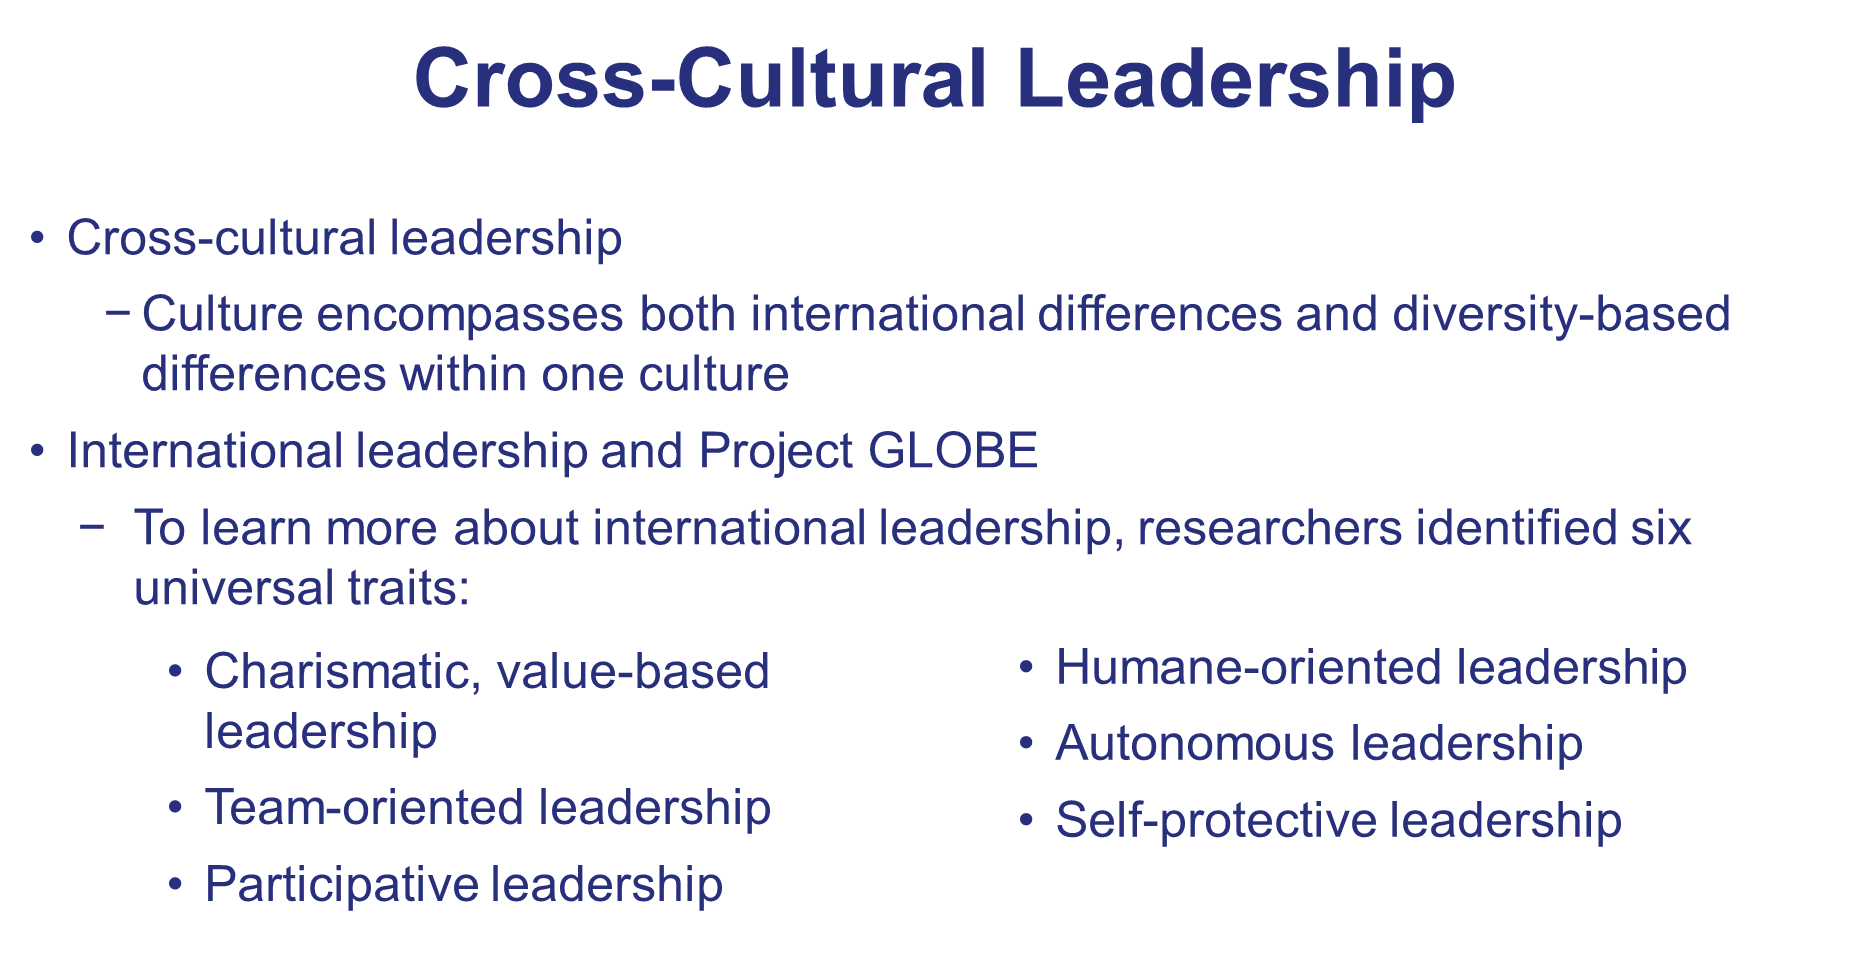 Cross-Cultural Leadership
• Cross-cultural leadership
− Culture encompasses both international differences and diversity-based
differences within one culture
• International leadership and Project GLOBE
− To learn more about international leadership, researchers identified six
universal traits:
• Charismatic, value-based
leadership
• Team-oriented leadership
• Participative leadership
• Humane-oriented leadership
• Autonomous leadership
• Self-protective leadership